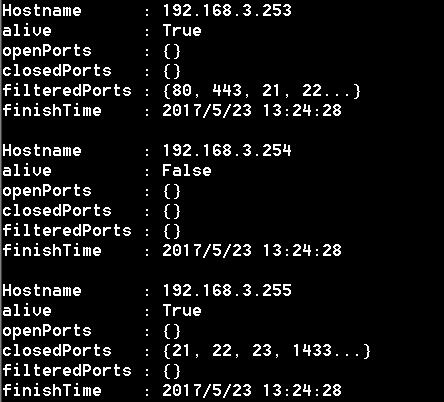 Hostname : 192.168.3.253
alive : True
openPorts : {}
closedPorts : {}
filteredPorts : {80, 443, 21, 22...}
finishTime : 2017/5/23 13:24:28
Hostname : 192.168.3.254
alive : False
openPorts : {}
closedPorts : {}
filteredPorts : {}
finishTime : 2017/5/23 13:24:28
Hostname : 192.168.3.255
alive : True
openPorts : {}
closedPorts : {21, 22, 23, 1433...}
filteredPorts : {}
finishTime : 2017/5/23 13:24:28